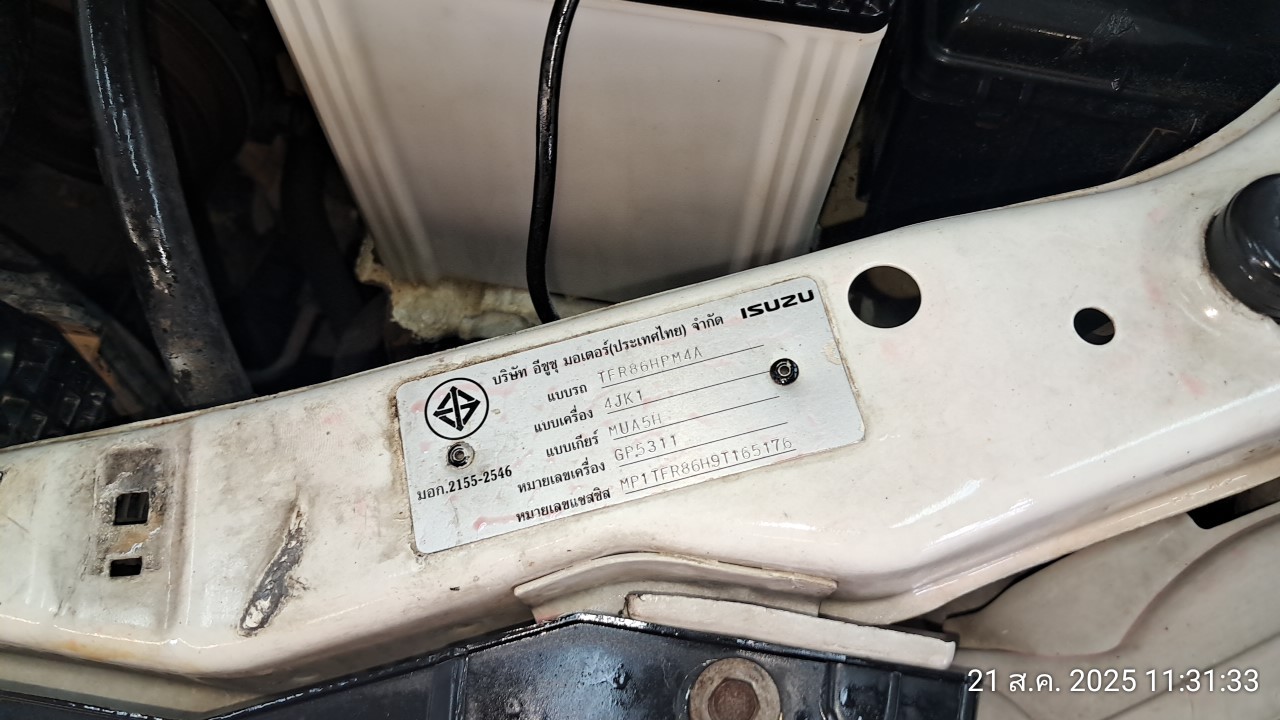 บริษัท อีซูซุ มอเตอร์(ประเทศไทย) จำกัด ISUZU
แบบรถ TFR86HPM4A
แบบเครื่อง 4JK1
แบบเกียร์ MUA5H
หมายเลขเครื่อง GP5311
หมายเลขแชสซิส MP1TFR86H9T165176
มอก.2155-2546
21 ส.ค. 2025 11:31:33